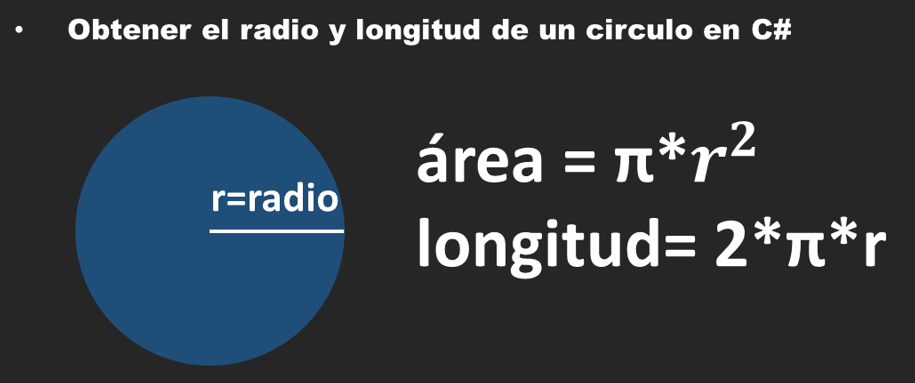 • Obtener el radio y longitud de un circulo en C#
r=radio
área = π*r²
longitud= 2*π*r